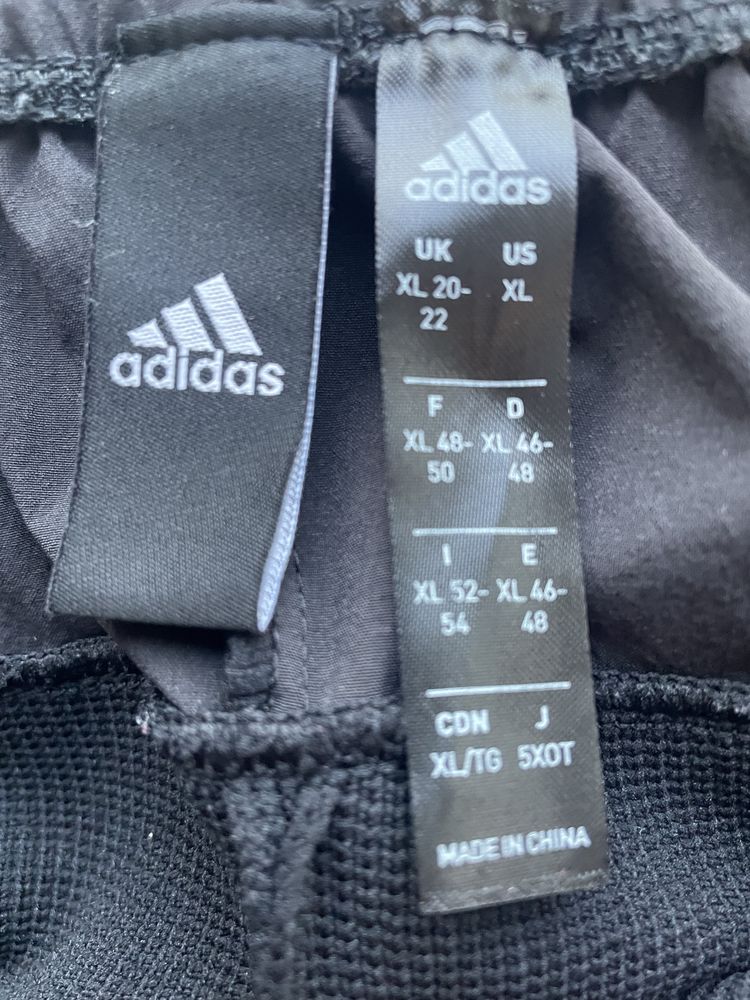 adidas
adidas
UK US
XL 20- XL
22
F D
XL 48- XL 46-
50 48
I E
XL 52- XL 46-
54 48
CDN J
XL/TG 5XOT
MADE IN CHINA